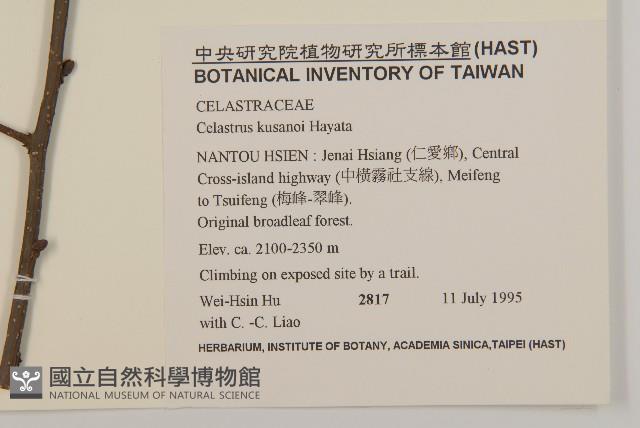 中央研究院植物研究所標本館(HAST)
BOTANICAL INVENTORY OF TAIWAN
CELASTRACEAE
Celastrus kusanoi Hayata
NANTOU HSIEN : Jenai Hsiang (仁愛鄉), Central
Cross-island highway (中橫霧社支線), Meifeng
to Tsuifeng (梅峰-翠峰).
Original broadleaf forest.
Elev. ca. 2100-2350 m
Climbing on exposed site by a trail.
Wei-Hsin Hu 2817 11 July 1995
with C. -C. Liao
HERBARIUM, INSTITUTE OF BOTANY, ACADEMIA SINICA,TAIPEI (HAST)
國立自然科學博物館
NATIONAL MUSEUM OF NATURAL SCIENCE